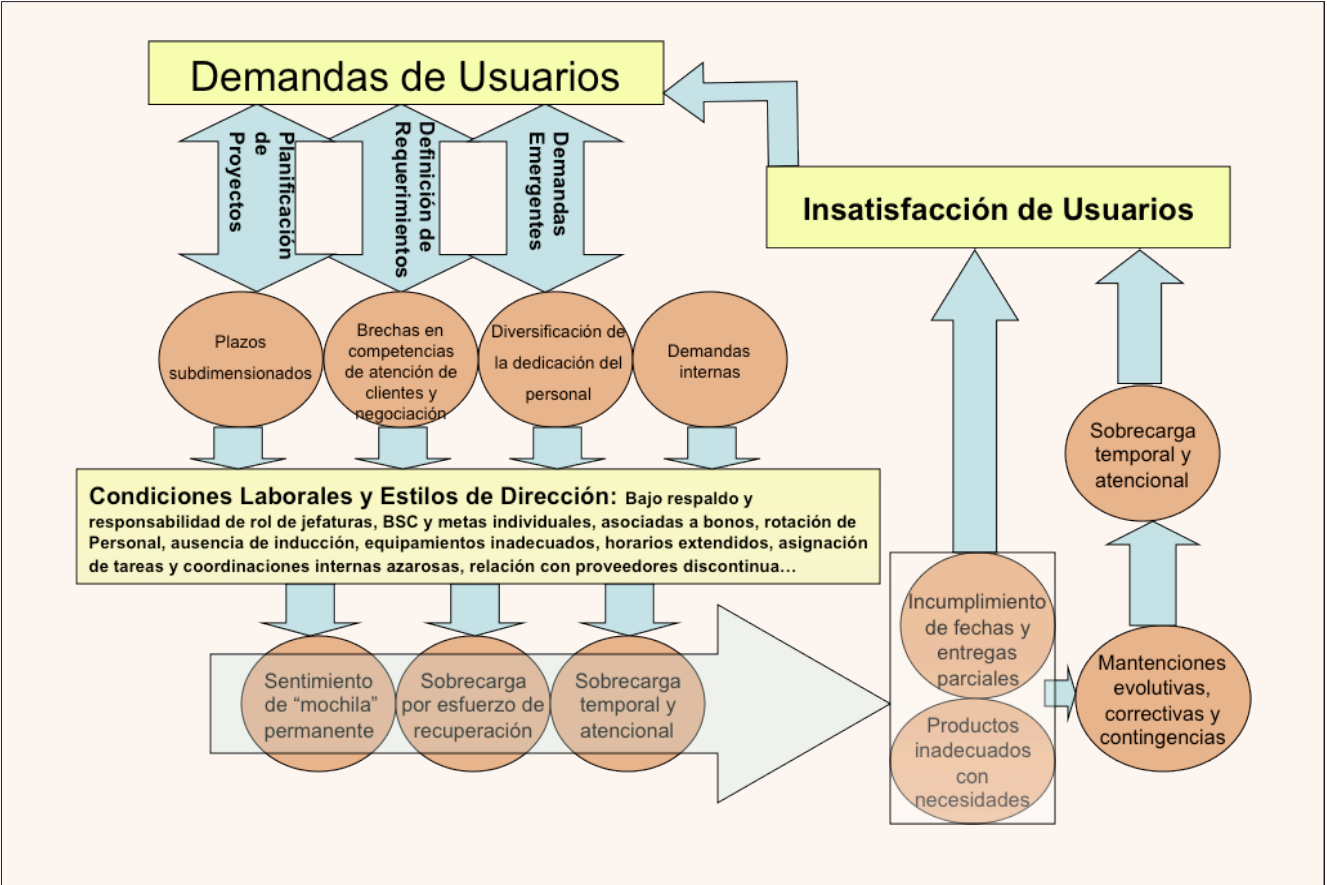 Demandas de Usuarios
Planificación
de
Proyectos
Definición de
Requerimientos
Demandas
Emergentes
Insatisfacción de Usuarios
Plazos
subdimensionados
Brechas en
competencias
de atención de
clientes y
negociación
Diversificación de
la dedicación del
personal
Demandas
internas
Sobrecarga
temporal y
atencional
Condiciones Laborales y Estilos de Dirección: Bajo respaldo y
responsabilidad de rol de jefaturas, BSC y metas individuales, asociadas a bonos, rotación de
Personal, ausencia de inducción, equipamientos inadecuados, horarios extendidos, asignación
de tareas y coordinaciones internas azarosas, relación con proveedores discontinua...
Sentimiento
de “mochila”
permanente
Sobrecarga
por esfuerzo de
recuperación
Sobrecarga
temporal y
atencional
Incumplimiento
de fechas y
entregas
parciales
Productos
inadecuados
con
necesidades
Mantenciones
evolutivas,
correctivas y
contingencias